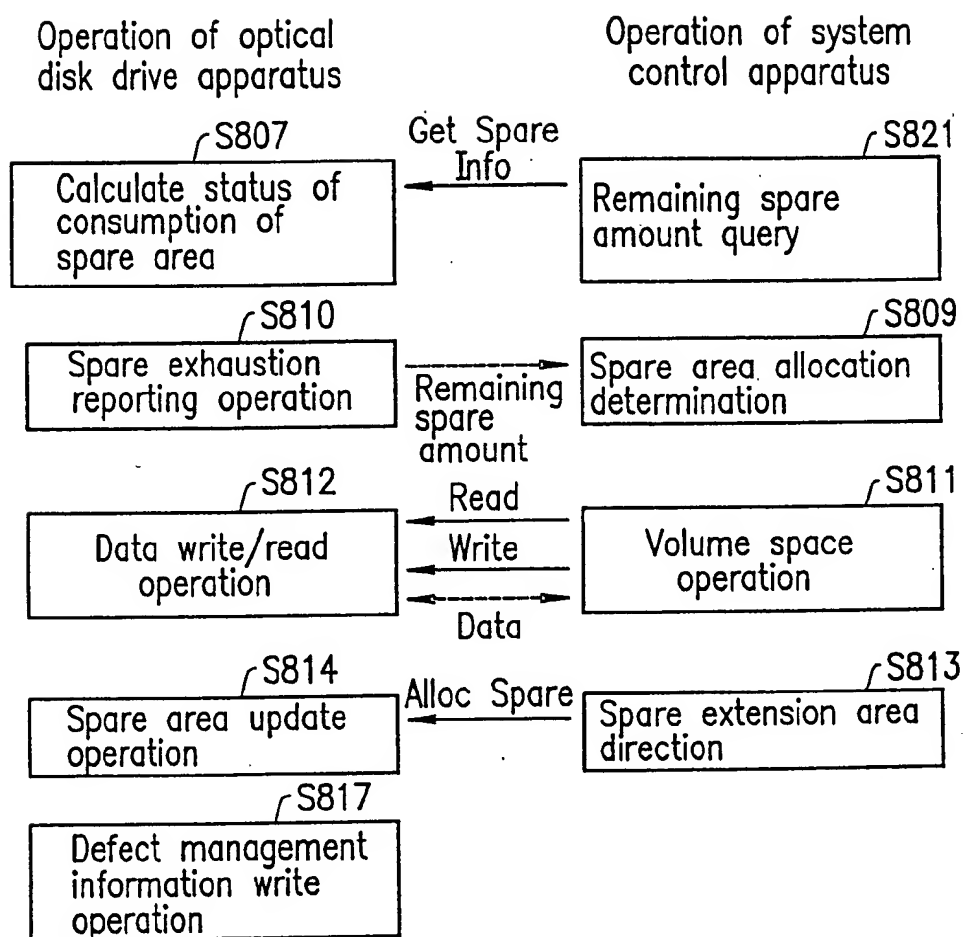 Operation of optical
disk drive apparatus
Operation of system
control apparatus
S807
Calculate status of
consumption of
spare area
Get Spare
Info
S821
Remaining spare
amount query
S810
Spare exhaustion
reporting operation
Remaining
spare
amount
S809
Spare area allocation
determination
S812
Data write/read
operation
Read
Write
Data
S811
Volume space
operation
S814
Spare area update
operation
Alloc Spare
S813
Spare extension area
direction
S817
Defect management
information write
operation